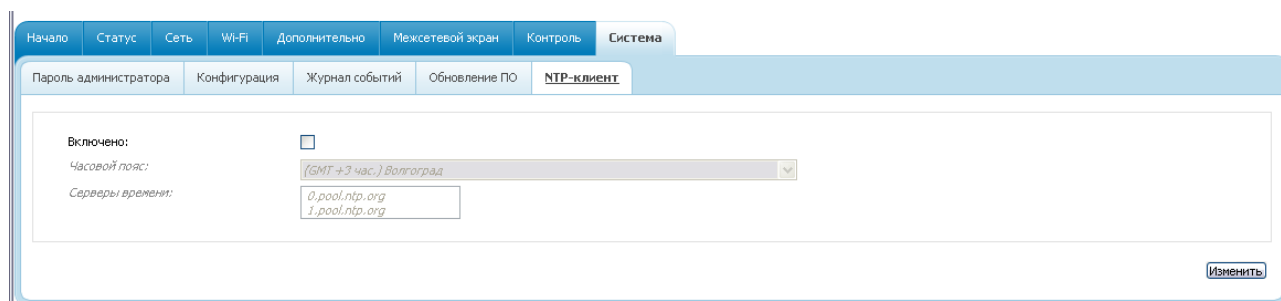 Начало Статус Сеть Wi-Fi Дополнительно Межсетевой экран Контроль Система
Пароль администратора Конфигурация Журнал событий Обновление ПО NTP-клиент
Включено:
Часовой пояс: (GMT +3 час.) Волгоград
Серверы времени: 0.pool.ntp.org
1.pool.ntp.org
Изменить